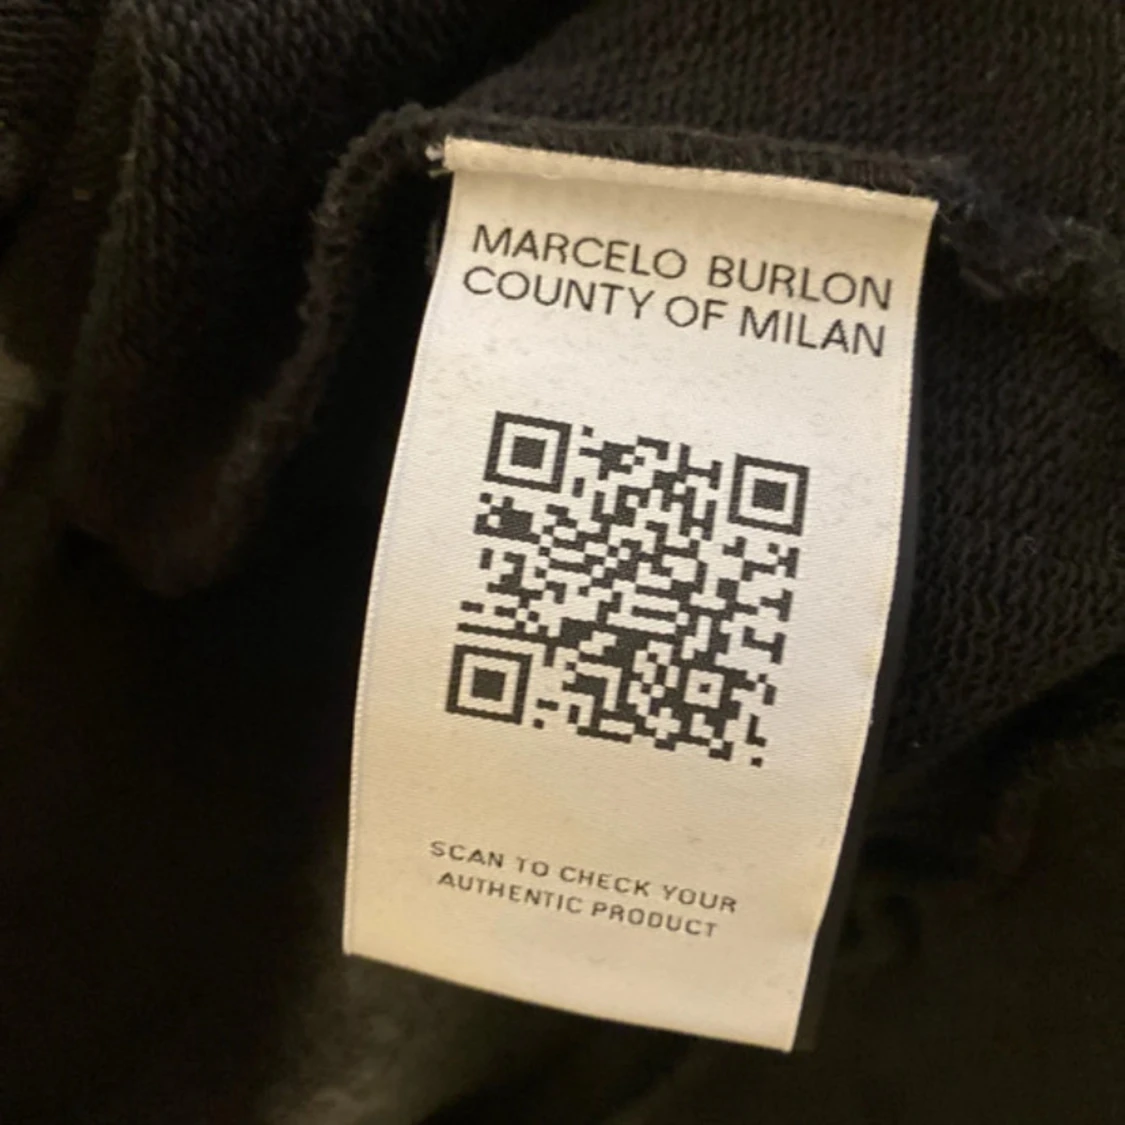 MARCELO BURLON
COUNTY OF MILAN
SCAN TO CHECK YOUR
AUTHENTIC PRODUCT